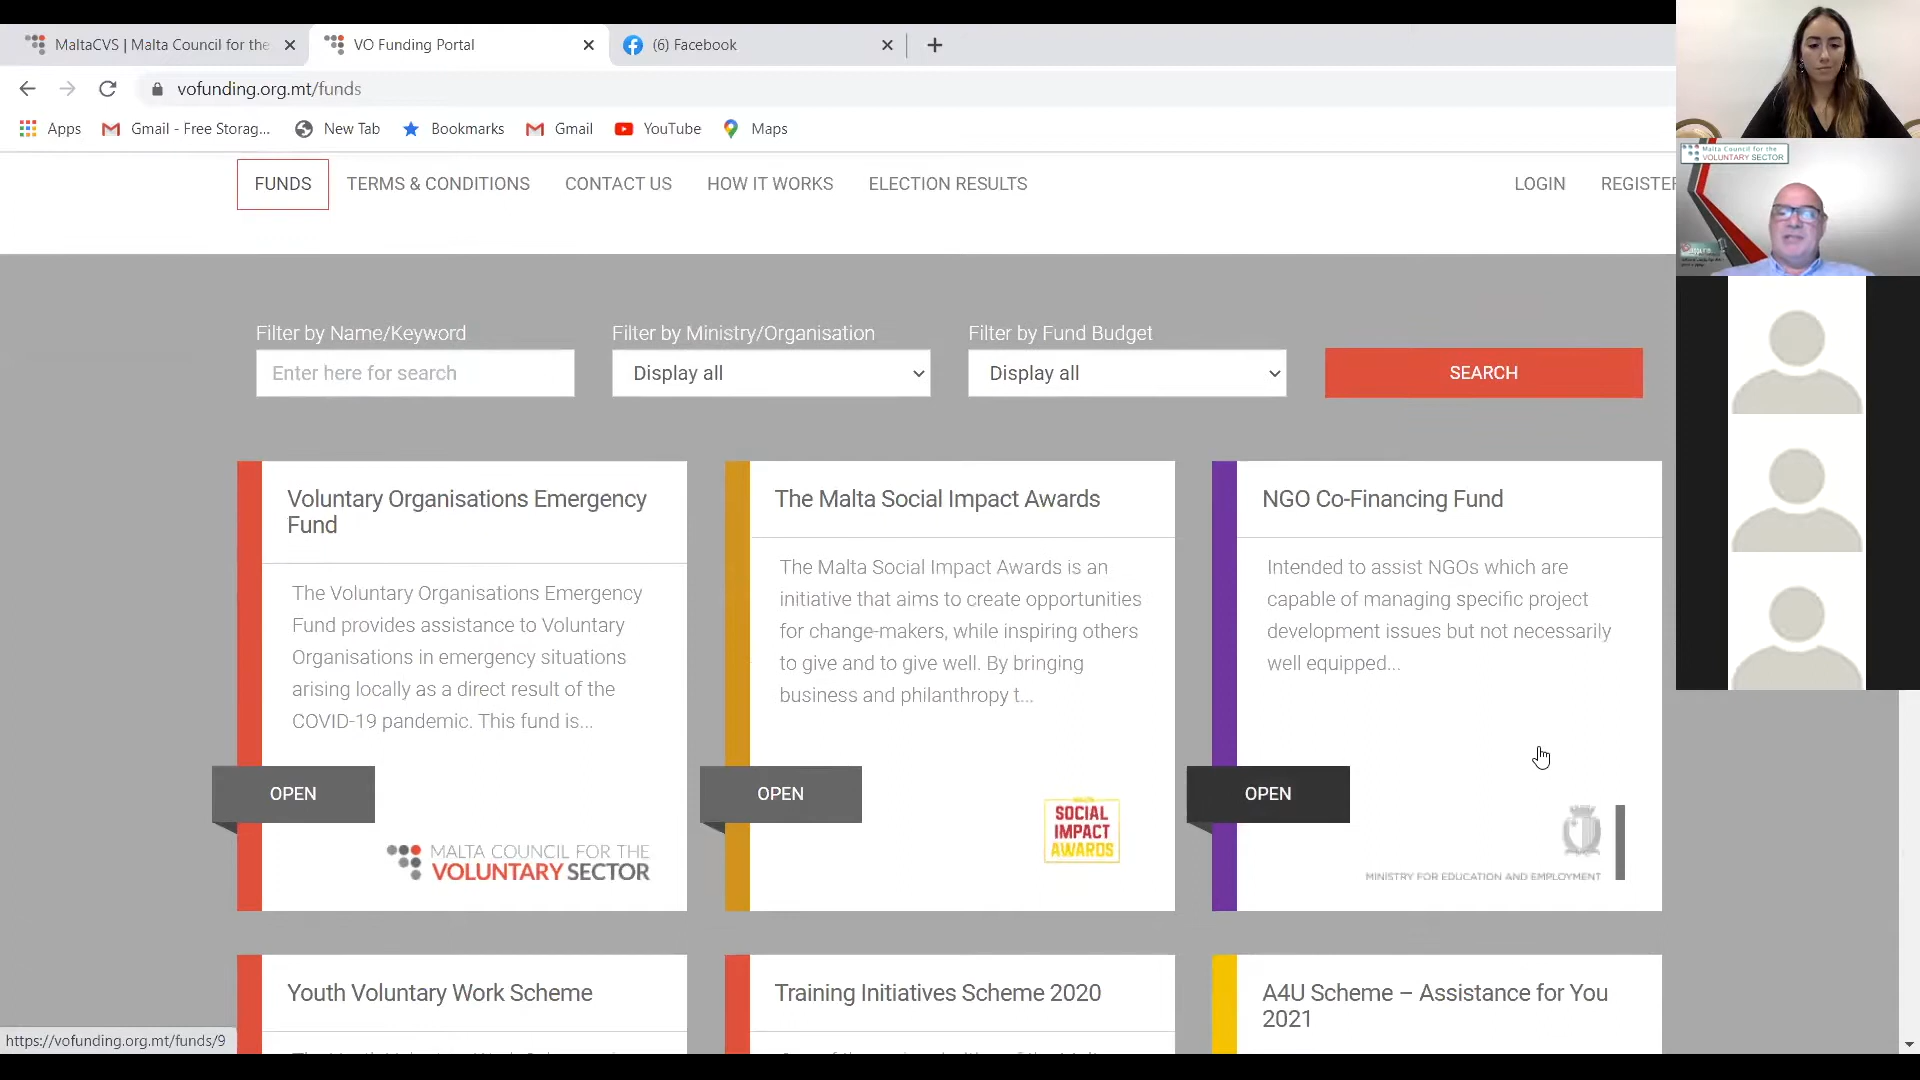 MaltaCVS | Malta Council for the
VO Funding Portal
(6) Facebook
vofunding.org.mt/funds
Apps
Gmail - Free Storag...
New Tab
Bookmarks
Gmail
YouTube
Maps
FUNDS
TERMS & CONDITIONS
CONTACT US
HOW IT WORKS
ELECTION RESULTS
LOGIN
REGISTER
Malta Council for the
VOLUNTARY SECTOR
Filter by Name/Keyword
Enter here for search
Filter by Ministry/Organisation
Display all
Filter by Fund Budget
Display all
SEARCH
Voluntary Organisations Emergency
Fund
The Voluntary Organisations Emergency
Fund provides assistance to Voluntary
Organisations in emergency situations
arising locally as a direct result of the
COVID-19 pandemic. This fund is...
OPEN
MALTA COUNCIL FOR THE
VOLUNTARY SECTOR
The Malta Social Impact Awards
The Malta Social Impact Awards is an
initiative that aims to create opportunities
for change-makers, while inspiring others
to give and to give well. By bringing
business and philanthropy t...
OPEN
SOCIAL
IMPACT
AWARDS
NGO Co-Financing Fund
Intended to assist NGOs which are
capable of managing specific project
development issues but not necessarily
well equipped...
OPEN
MINISTRY FOR EDUCATION AND EMPLOYMENT
Youth Voluntary Work Scheme
Training Initiatives Scheme 2020
A4U Scheme – Assistance for You
2021
https://vofunding.org.mt/funds/9